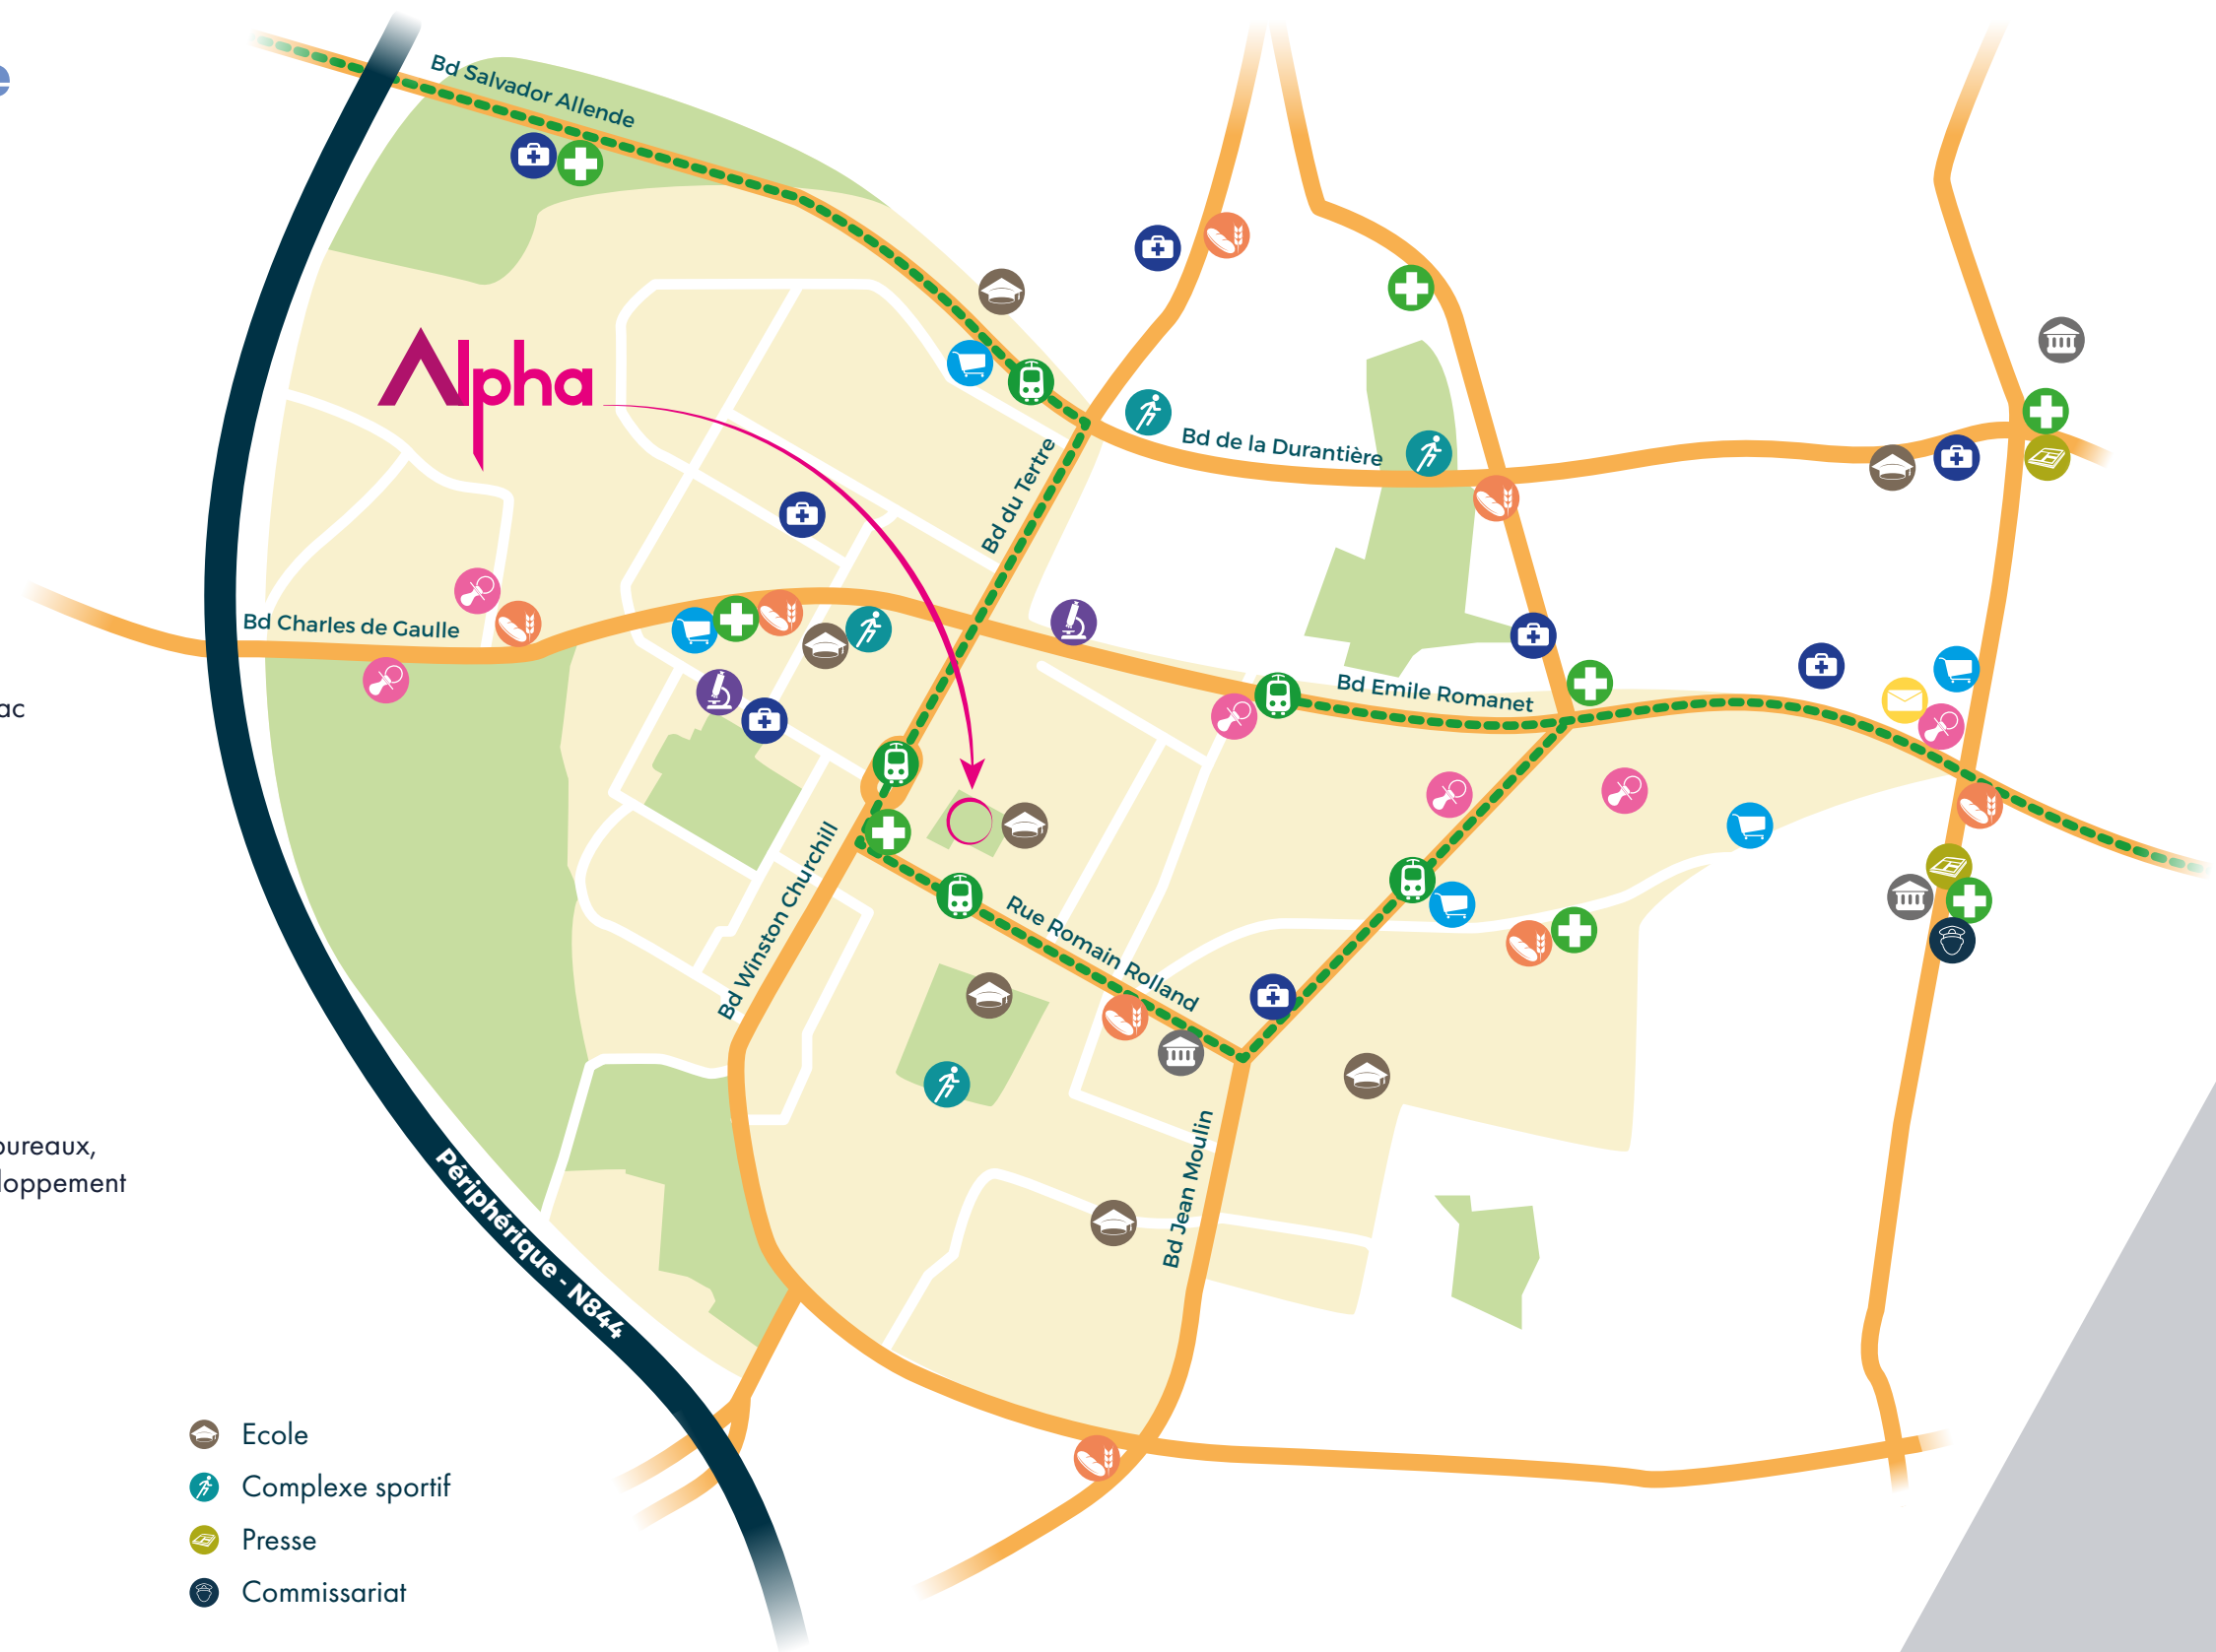 Bd Salvador Allende
Alpha
Bd de la Durantière
Bd du Tertre
Bd Charles de Gaulle
Bd Emile Romanet
ac
Bd Winston Churchill
Rue Romain Rolland
Bd Jean Moulin
bureaux,
loppement
Périphérique - N844
Ecole
Complexe sportif
Presse
Commissariat